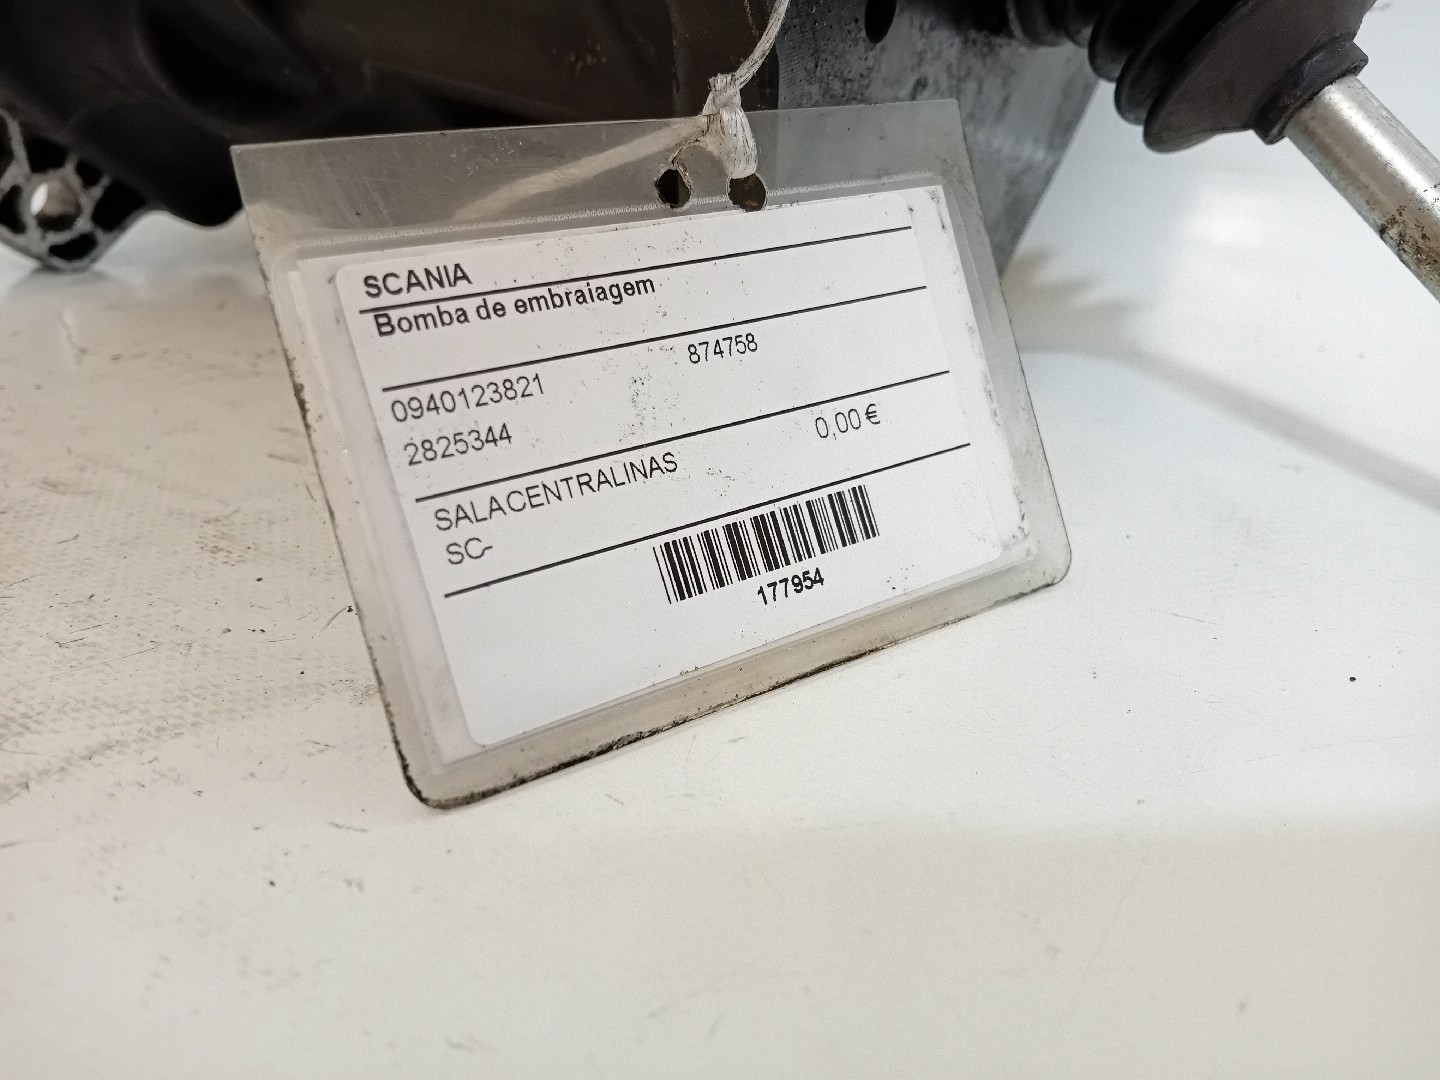 SCANIA
Bomba de embraiagem
874758
0940123821
2825344
0,00 €
SALACENTRALINAS
SC-
177954